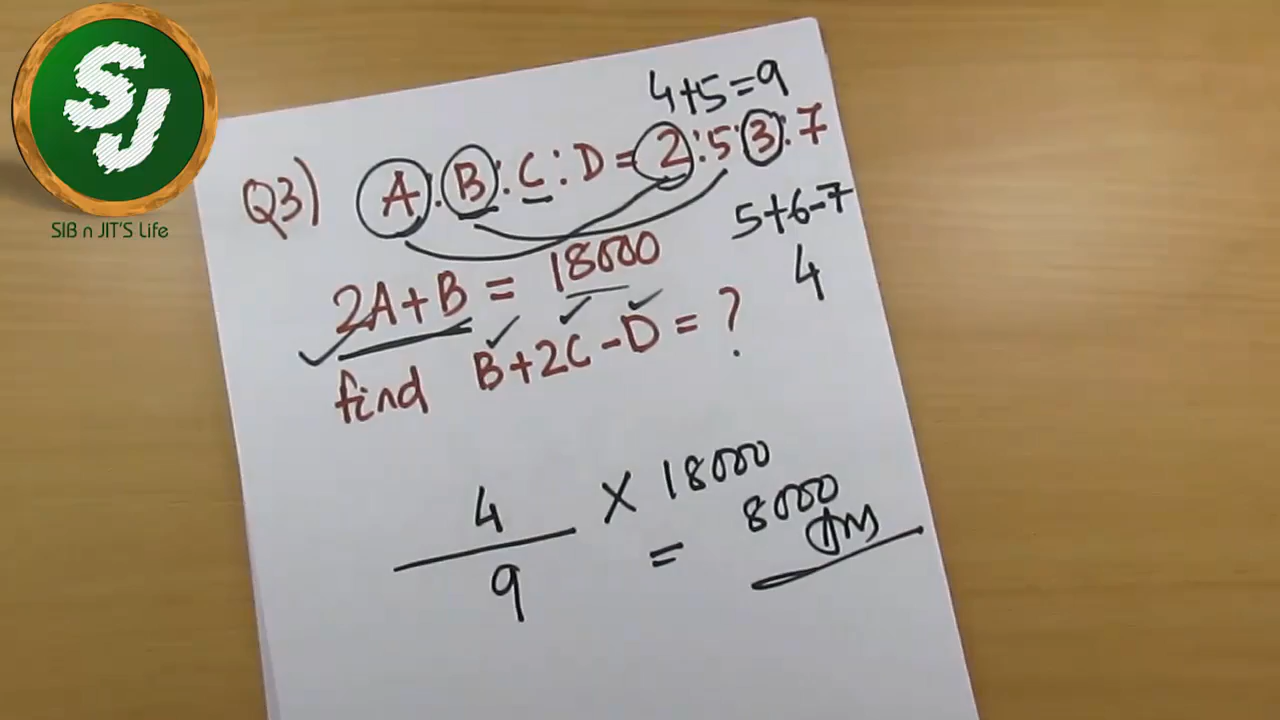 SJ
SIB n JIT'S Life
4+5=9
Q3) A:B:C:D=2:5:3:7
5+6-7
4
2A+B = 18000
find B+2C-D=?
4
9
× 18000
= 8000
Ans